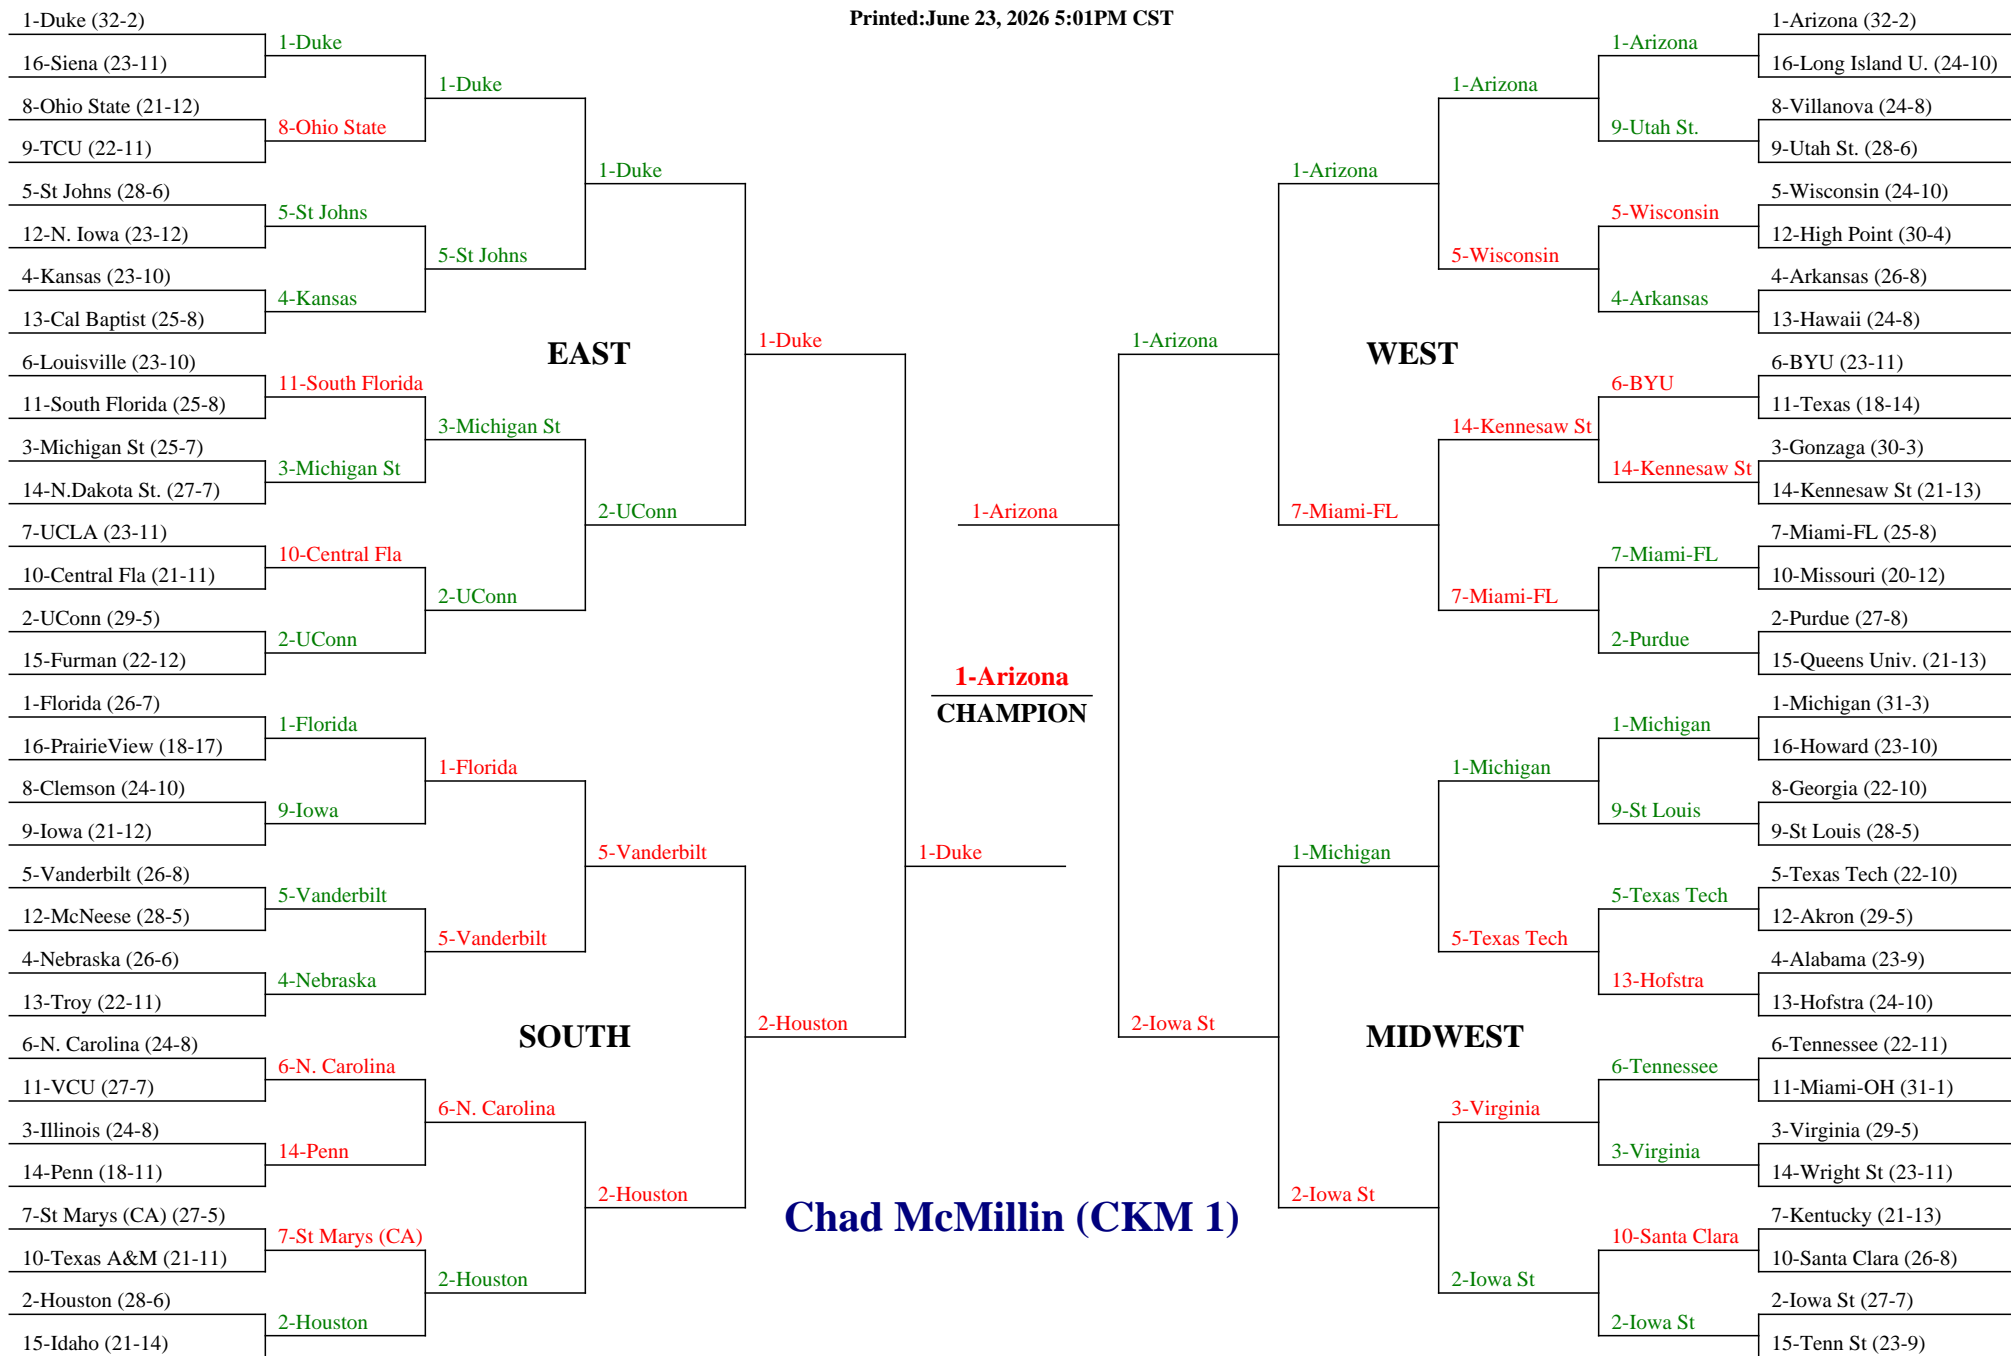 Printed:June 23, 2026 5:01PM CST
1-Duke (32-2)
16-Siena (23-11)
8-Ohio State (21-12)
9-TCU (22-11)
5-St Johns (28-6)
12-N. Iowa (23-12)
4-Kansas (23-10)
13-Cal Baptist (25-8)
6-Louisville (23-10)
11-South Florida (25-8)
3-Michigan St (25-7)
14-N.Dakota St. (27-7)
7-UCLA (23-11)
10-Central Fla (21-11)
2-UConn (29-5)
15-Furman (22-12)
1-Florida (26-7)
16-PrairieView (18-17)
8-Clemson (24-10)
9-Iowa (21-12)
5-Vanderbilt (26-8)
12-McNeese (28-5)
4-Nebraska (26-6)
13-Troy (22-11)
6-N. Carolina (24-8)
11-VCU (27-7)
3-Illinois (24-8)
14-Penn (18-11)
7-St Marys (CA) (27-5)
10-Texas A&M (21-11)
2-Houston (28-6)
15-Idaho (21-14)
1-Duke
8-Ohio State
5-St Johns
4-Kansas
11-South Florida
3-Michigan St
10-Central Fla
2-UConn
1-Florida
9-Iowa
5-Vanderbilt
4-Nebraska
6-N. Carolina
14-Penn
7-St Marys (CA)
2-Houston
1-Duke
5-St Johns
3-Michigan St
2-UConn
1-Florida
5-Vanderbilt
6-N. Carolina
2-Houston
1-Duke
2-UConn
5-Vanderbilt
2-Houston
EAST
SOUTH
1-Duke
2-Houston
1-Duke
1-Arizona
1-Arizona
CHAMPION
Chad McMillin (CKM 1)
1-Arizona
2-Iowa St
WEST
MIDWEST
1-Arizona
7-Miami-FL
1-Michigan
2-Iowa St
1-Arizona
5-Wisconsin
14-Kennesaw St
7-Miami-FL
1-Michigan
5-Texas Tech
3-Virginia
2-Iowa St
1-Arizona
9-Utah St.
5-Wisconsin
4-Arkansas
6-BYU
14-Kennesaw St
7-Miami-FL
2-Purdue
1-Michigan
9-St Louis
5-Texas Tech
13-Hofstra
6-Tennessee
3-Virginia
10-Santa Clara
2-Iowa St
1-Arizona (32-2)
16-Long Island U. (24-10)
8-Villanova (24-8)
9-Utah St. (28-6)
5-Wisconsin (24-10)
12-High Point (30-4)
4-Arkansas (26-8)
13-Hawaii (24-8)
6-BYU (23-11)
11-Texas (18-14)
3-Gonzaga (30-3)
14-Kennesaw St (21-13)
7-Miami-FL (25-8)
10-Missouri (20-12)
2-Purdue (27-8)
15-Queens Univ. (21-13)
1-Michigan (31-3)
16-Howard (23-10)
8-Georgia (22-10)
9-St Louis (28-5)
5-Texas Tech (22-10)
12-Akron (29-5)
4-Alabama (23-9)
13-Hofstra (24-10)
6-Tennessee (22-11)
11-Miami-OH (31-1)
3-Virginia (29-5)
14-Wright St (23-11)
7-Kentucky (21-13)
10-Santa Clara (26-8)
2-Iowa St (27-7)
15-Tenn St (23-9)